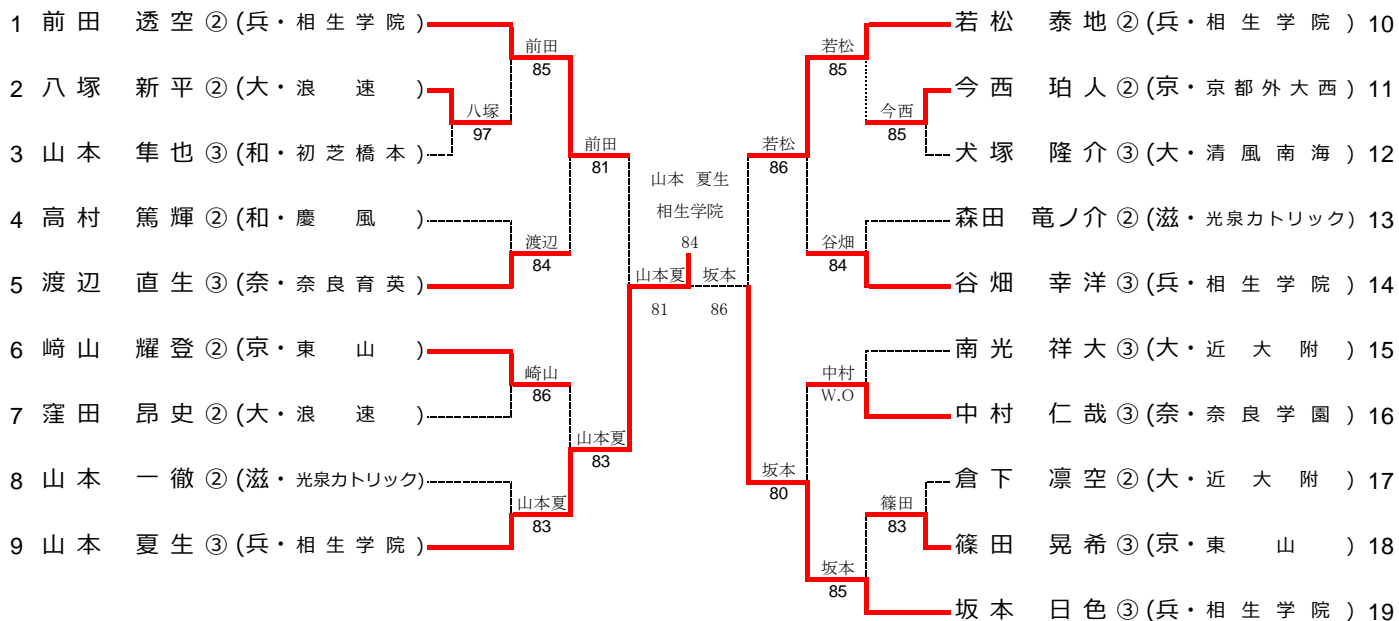 1 前田 透空 ② (兵・相生学院)
2 八塚 新平 ② (大・浪速)
3 山本 隼也 ③ (和・初芝橋本)
4 高村 篤輝 ② (和・慶風)
5 渡辺 直生 ③ (奈・奈良育英)
6 﨑山 耀登 ② (京・東山)
7 窪田 昂史 ② (大・浪速)
8 山本 一徹 ② (滋・光泉カトリック)
9 山本 夏生 ③ (兵・相生学院)
前田
85
八塚
97
前田
81
渡辺
84
崎山
86
山本夏
83
山本夏
83
山本夏
81
山本 夏生
相生学院
84
坂本
86
若松
86
若松
85
今西
85
谷畑
84
中村
W.O
坂本
80
篠田
83
坂本
85
若松 泰地 ② (兵・相生学院) 10
今西 珀人 ② (京・京都外大西) 11
犬塚 隆介 ③ (大・清風南海) 12
森田 竜ノ介 ② (滋・光泉カトリック) 13
谷畑 幸洋 ③ (兵・相生学院) 14
南光 祥大 ③ (大・近大附) 15
中村 仁哉 ③ (奈・奈良学園) 16
倉下 凛空 ② (大・近大附) 17
篠田 晃希 ③ (京・東山) 18
坂本 日色 ③ (兵・相生学院) 19